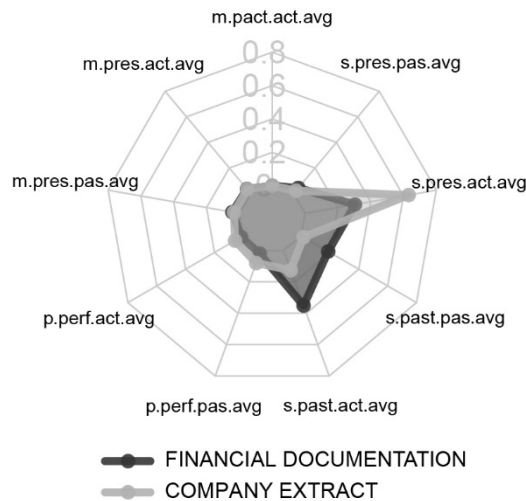 m.pact.act.avg
m.pres.act.avg
0.8
s.pres.pas.avg
0.6
0.4
m.pres.pas.avg
0.2
s.pres.act.avg
p.perf.act.avg
s.past.pas.avg
p.perf.pas.avg
s.past.act.avg
FINANCIAL DOCUMENTATION
COMPANY EXTRACT